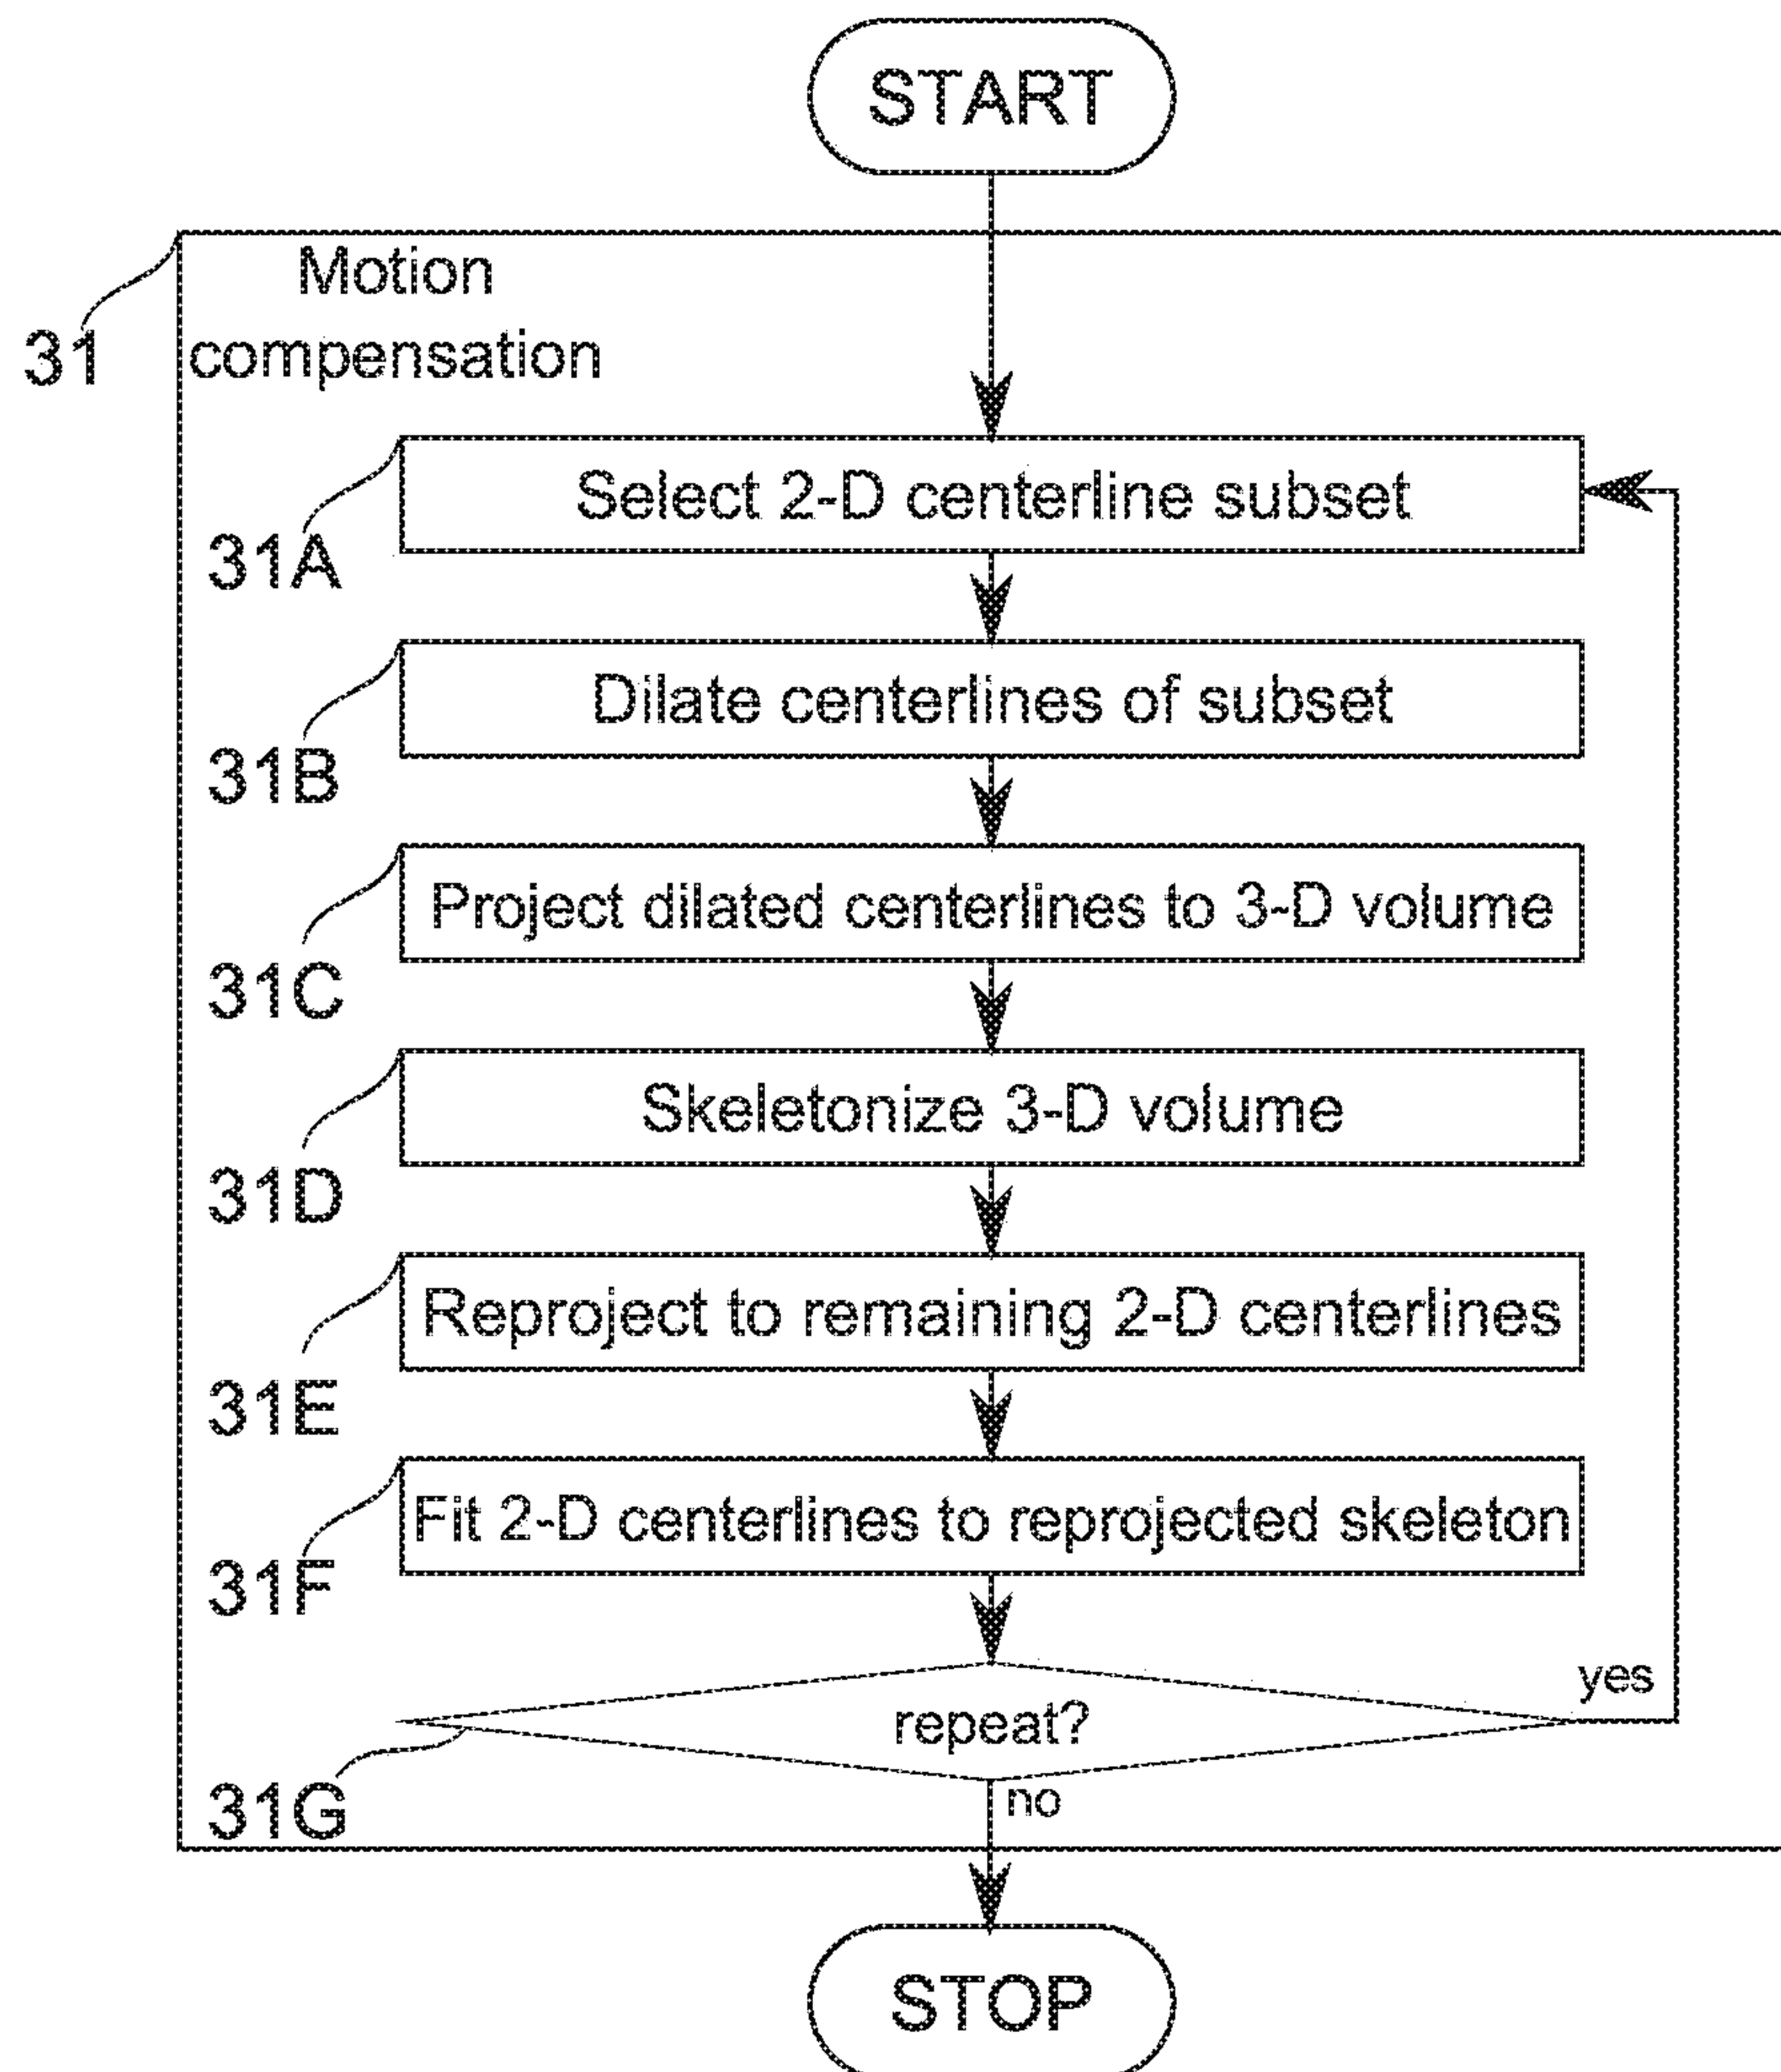 START
Motion
31 compensation
Select 2-D centerline subset
31A
Dilate centerlines of subset
31B
Project dilated centerlines to 3-D volume
31C
Skeletonize 3-D volume
31D
Reproject to remaining 2-D centerlines
31E
Fit 2-D centerlines to reprojected skeleton
31F
yes
repeat?
31G
no
STOP